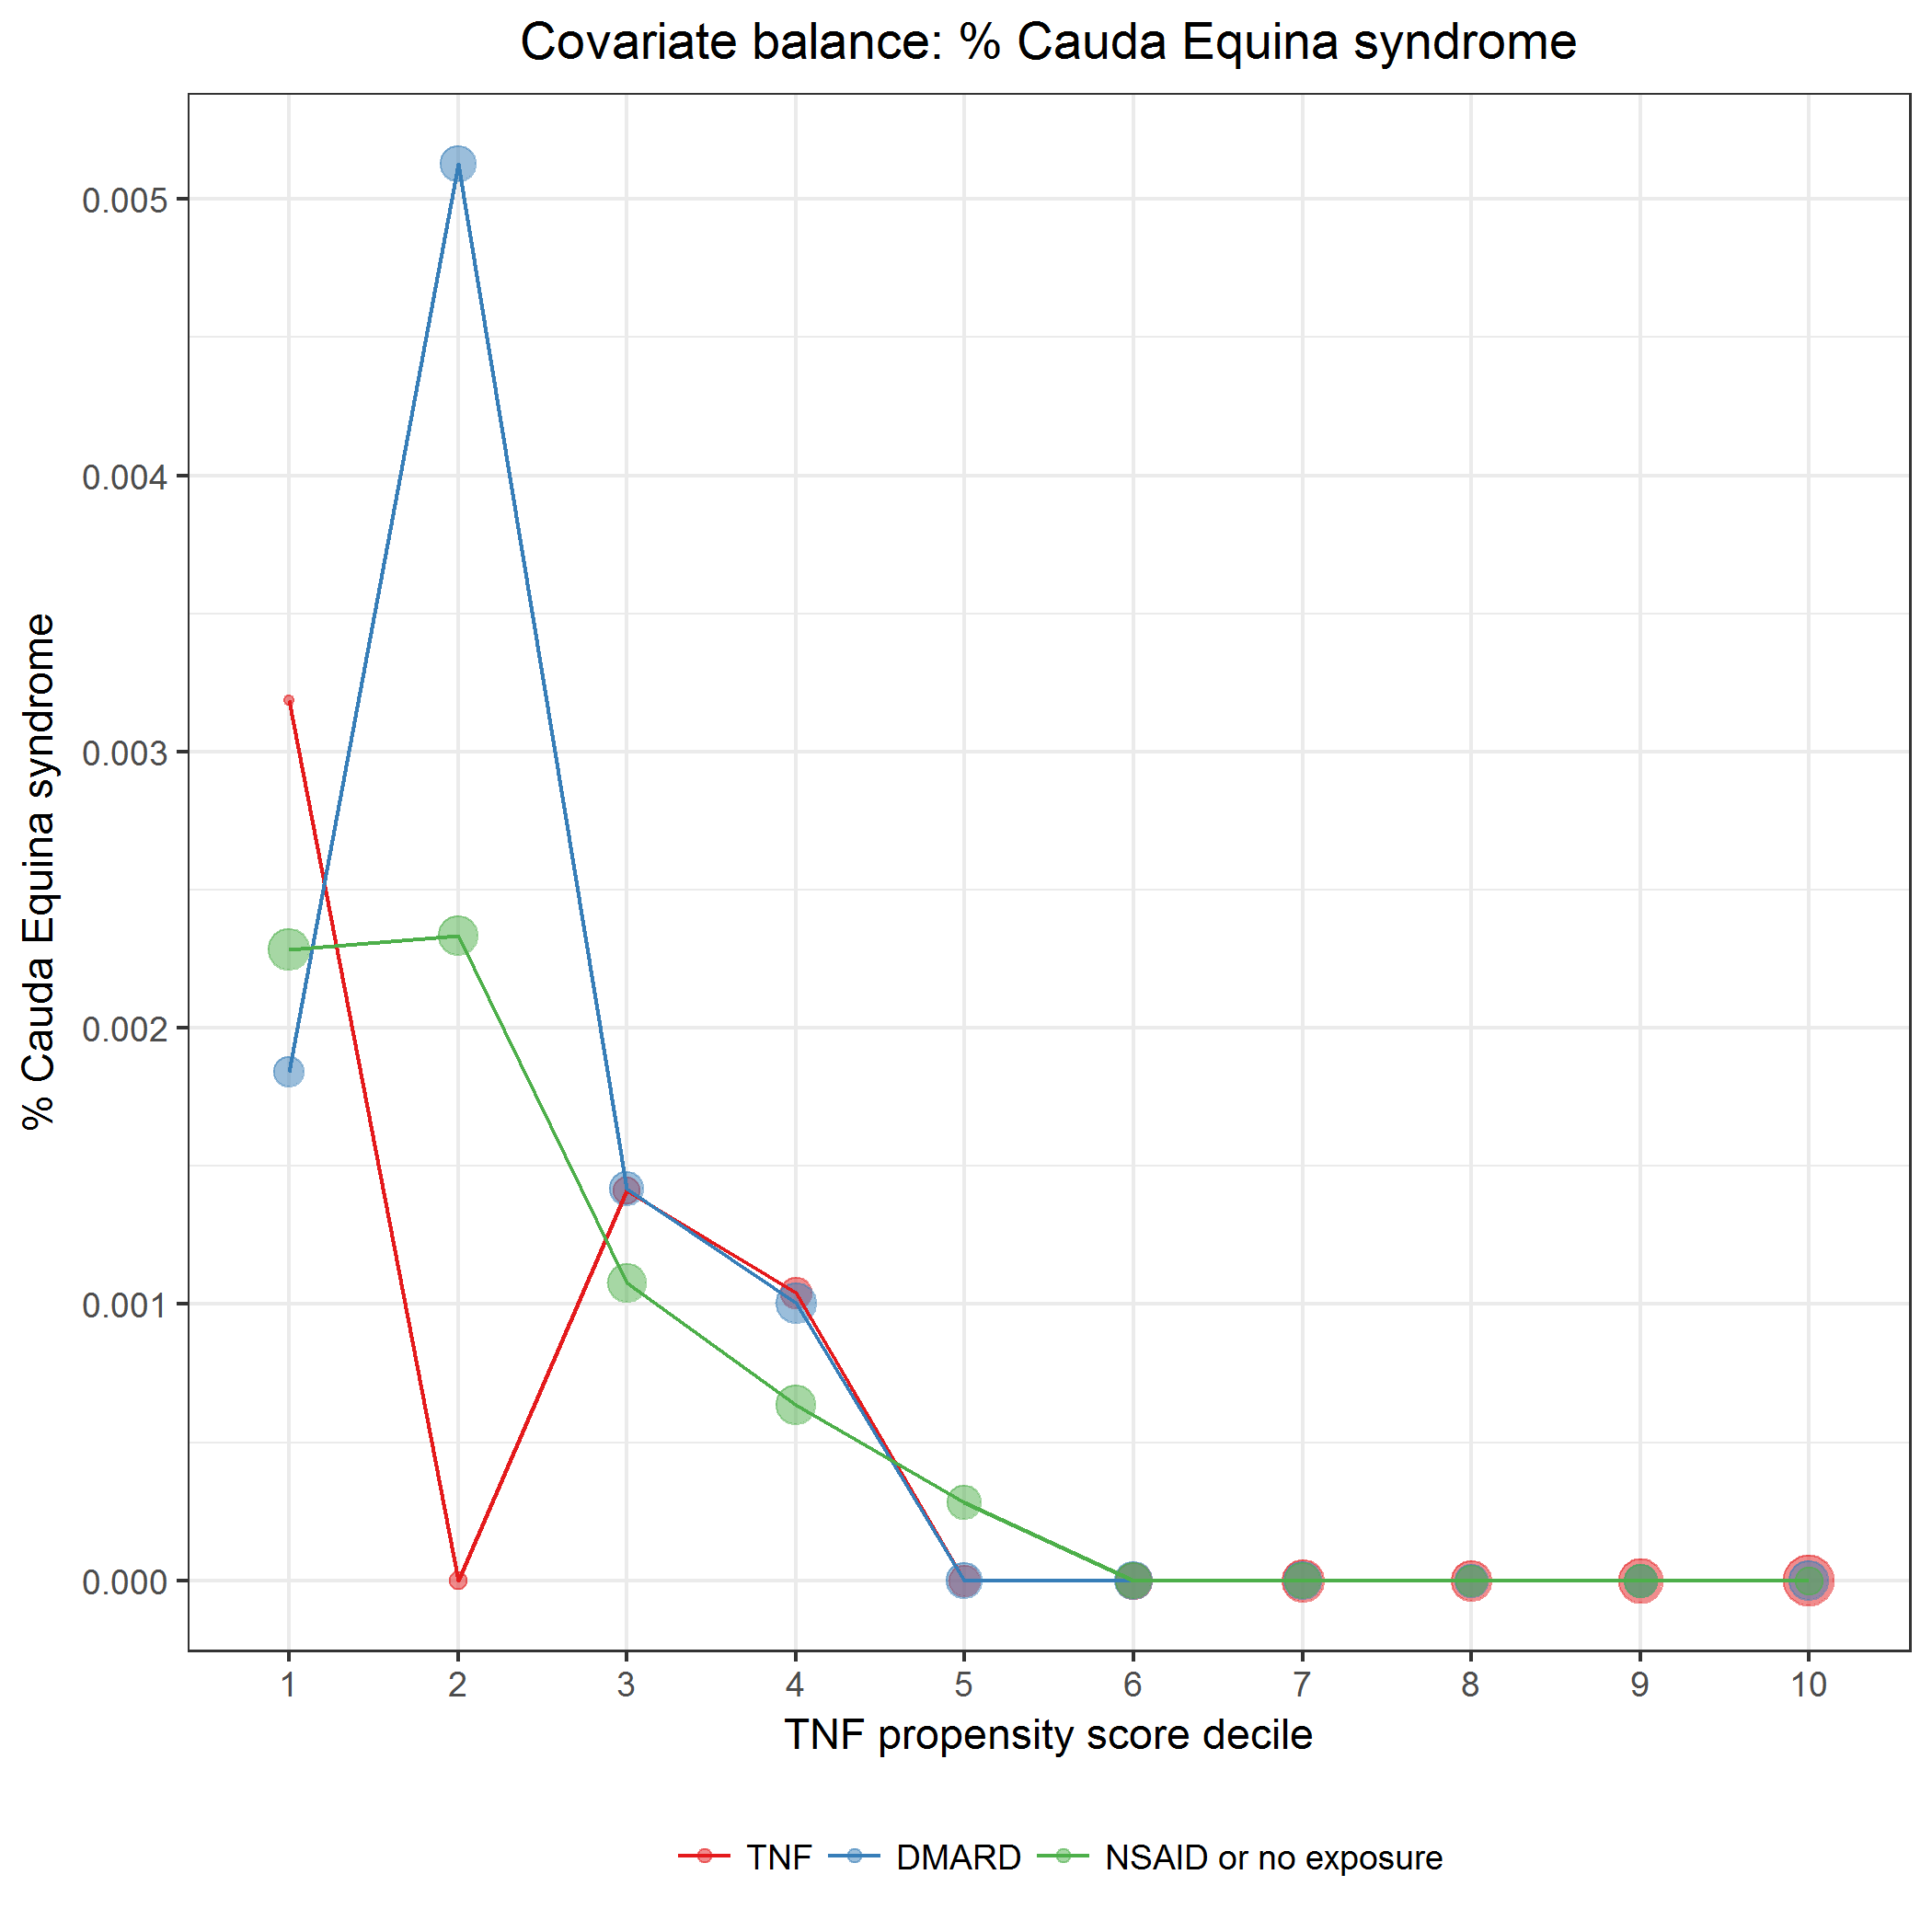 Covariate balance: % Cauda Equina syndrome
% Cauda Equina syndrome
0.005
0.004
0.003
0.002
0.001
0.000
1 2 3 4 5 6 7 8 9 10
TNF propensity score decile
TNF DMARD NSAID or no exposure